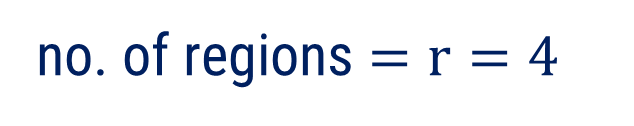 no. of regions = r = 4